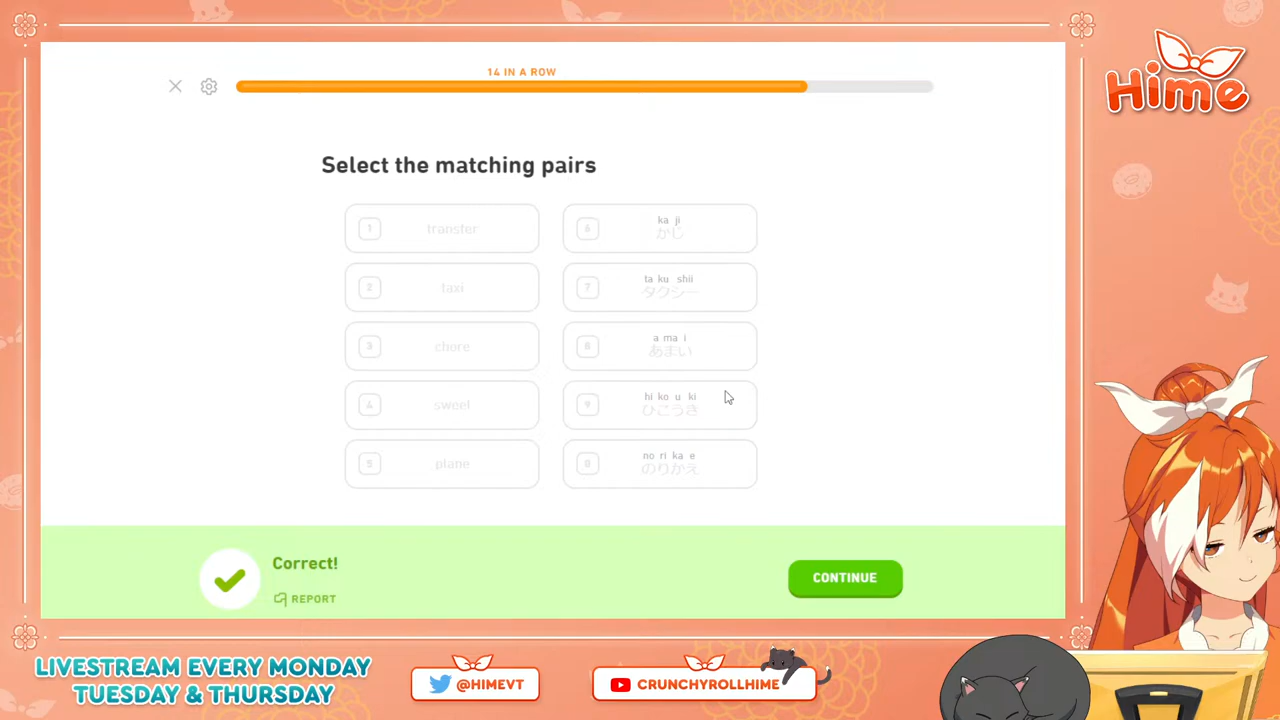 Hime
14 IN A ROW
Select the matching pairs
1 transfer
6 ka ji
かじ
2 taxi
7 ta ku shii
タクシー
3 chore
8 a ma i
あまい
4 sweet
9 hi ko u ki
ひこうき
5 plane
0 no ri ka e
のりかえ
Correct!
REPORT
CONTINUE
LIVESTREAM EVERY MONDAY
TUESDAY & THURSDAY
@HIMEVT
CRUNCHYROLLHIME